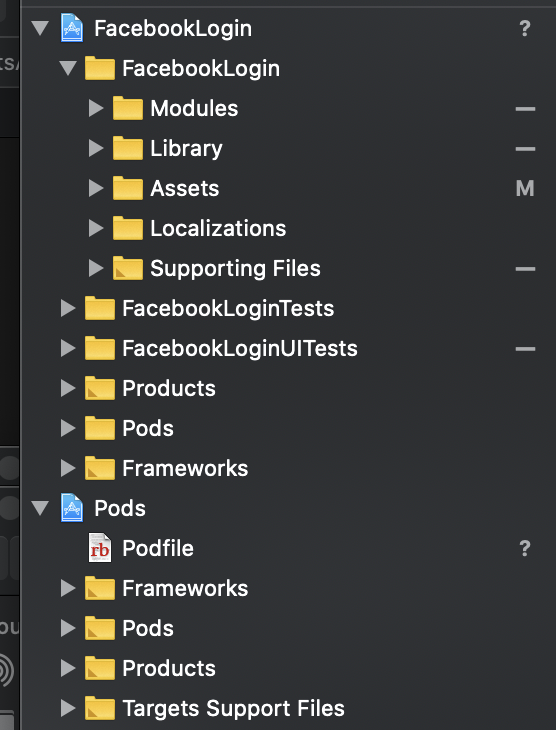 FacebookLogin ?
FacebookLogin
Modules —
Library —
Assets M
Localizations
Supporting Files —
FacebookLoginTests
FacebookLoginUITests —
Products
Pods
Frameworks
Pods
rb Podfile ?
Frameworks
Pods
Products
Targets Support Files